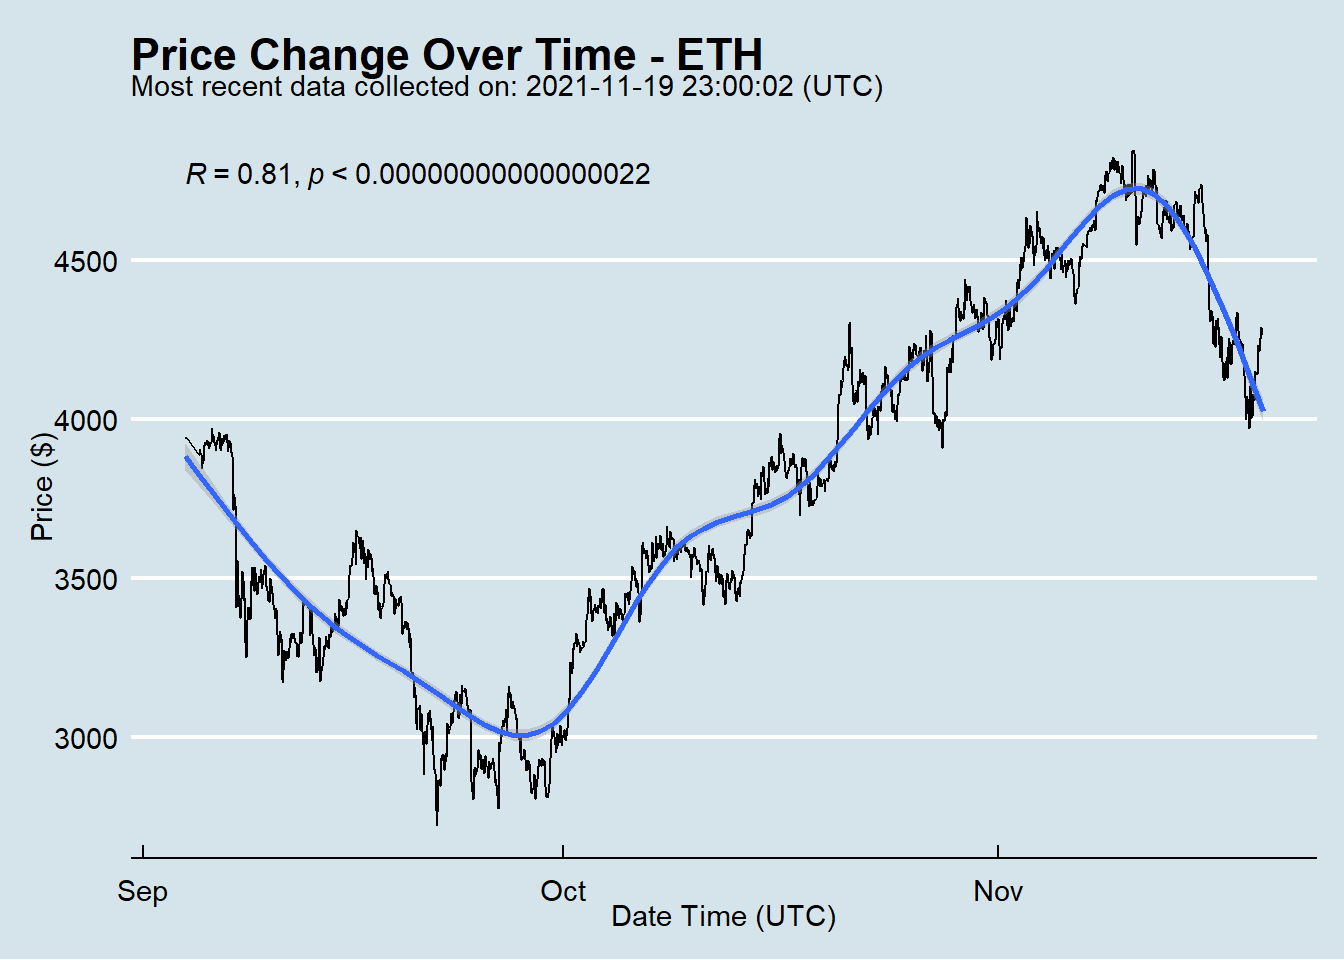 Price Change Over Time - ETH
Most recent data collected on: 2021-11-19 23:00:02 (UTC)
R = 0.81, p < 0.00000000000000022
4500
4000
3500
3000
Price ($)
Sep
Oct
Nov
Date Time (UTC)